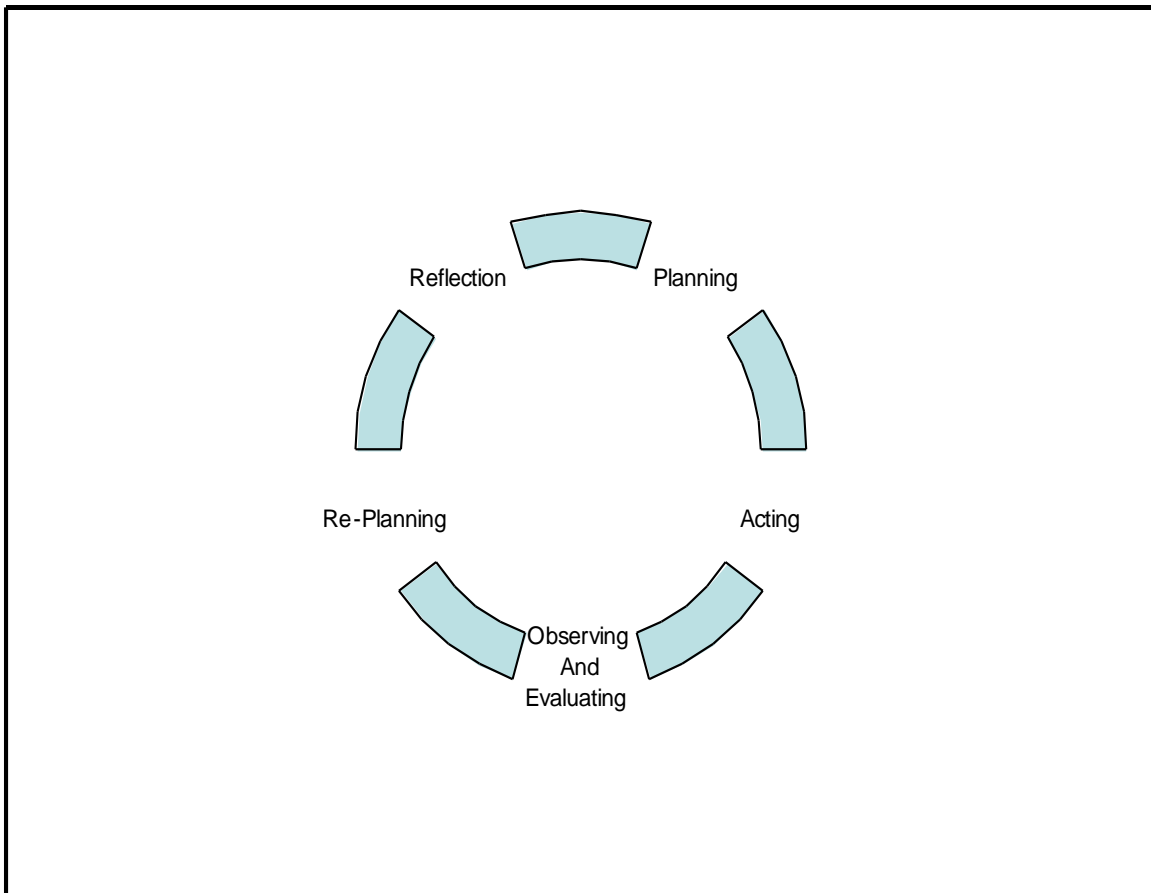 Reflection
Planning
Re-Planning
Acting
Observing
And
Evaluating